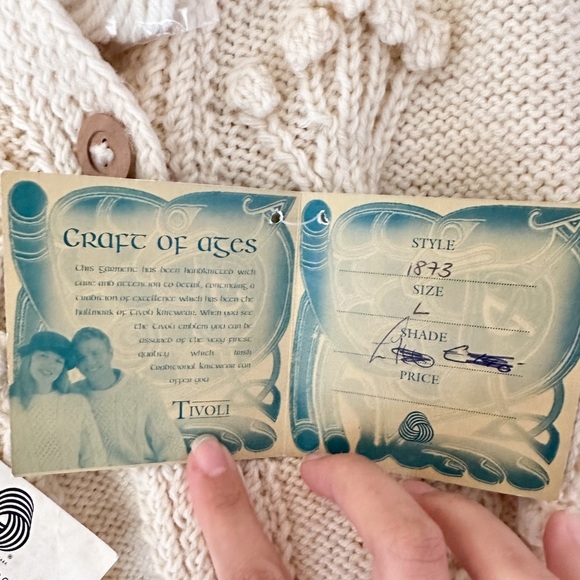 CRAFT OF AGES
This garment has been handknitted with
care and attention to detail, continuing a
tradition of excellence which has been the
hallmark of Tivoli Knitwear. When you see
the Tivoli emblem you can be
assured of the very finest
quality which Irish
Traditional Knitwear can
offer you
TIVOLI
STYLE
1873
SIZE
L
SHADE
PRICE